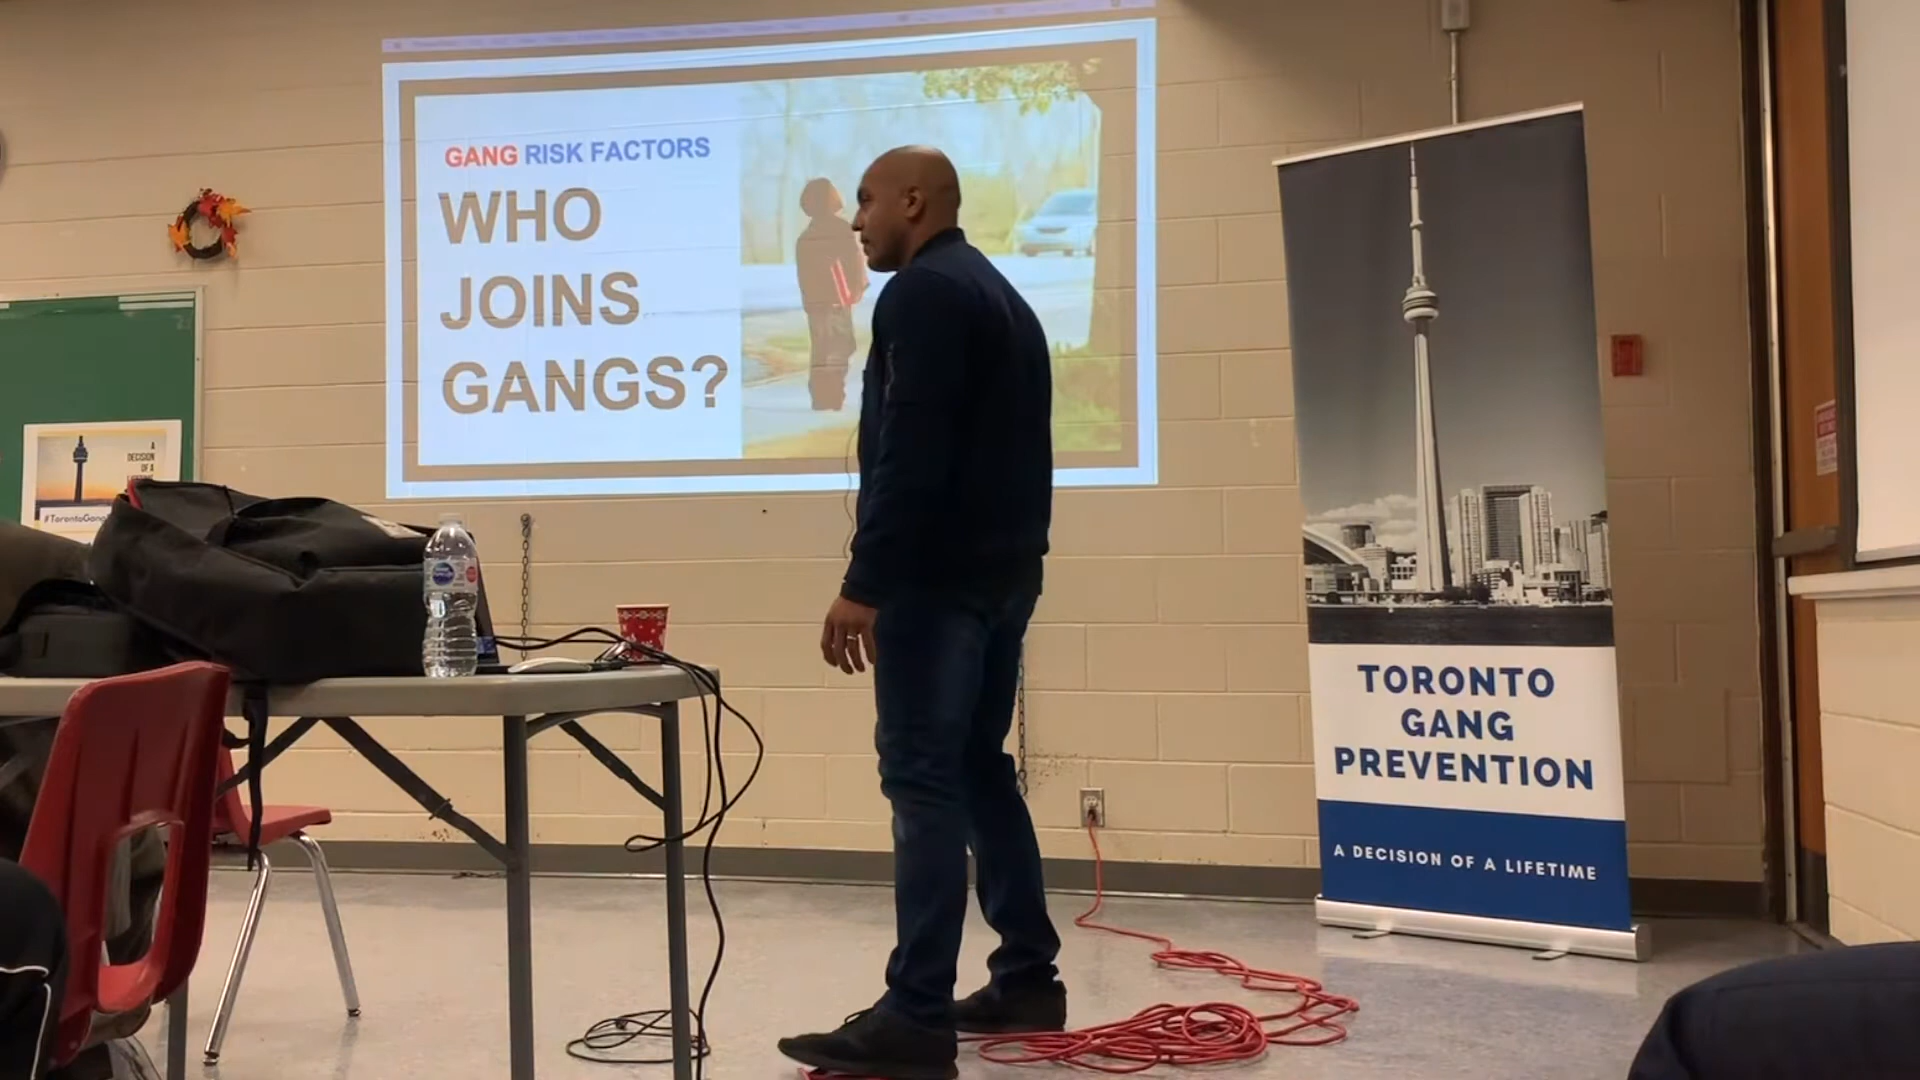 GANG RISK FACTORS
WHO
JOINS
GANGS?
A
DECISION
OF A
#TorontoGang
TORONTO
GANG
PREVENTION
A DECISION OF A LIFETIME